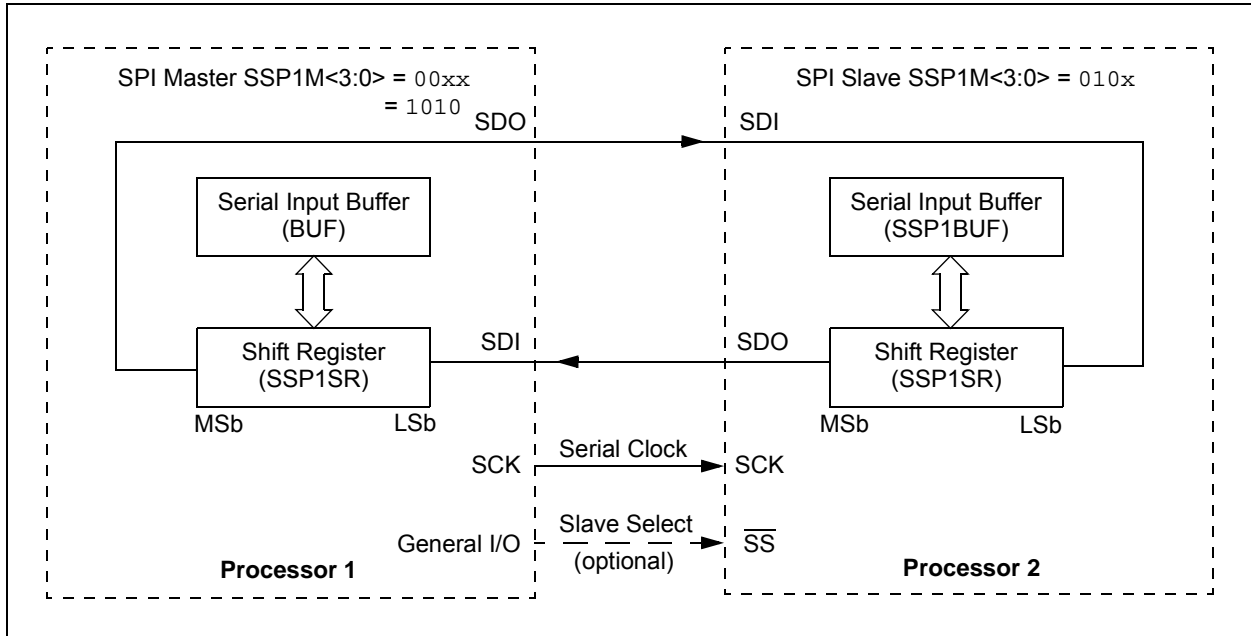 SPI Master SSP1M<3:0> = 00xx
= 1010
SPI Slave SSP1M<3:0> = 010x
SDO
SDI
Serial Input Buffer
(BUF)
Serial Input Buffer
(SSP1BUF)
Shift Register
(SSP1SR)
MSb
LSb
SDI
SDO
Shift Register
(SSP1SR)
MSb
LSb
SCK
Serial Clock
SCK
General I/O
Slave Select
(optional)
SS
Processor 1
Processor 2